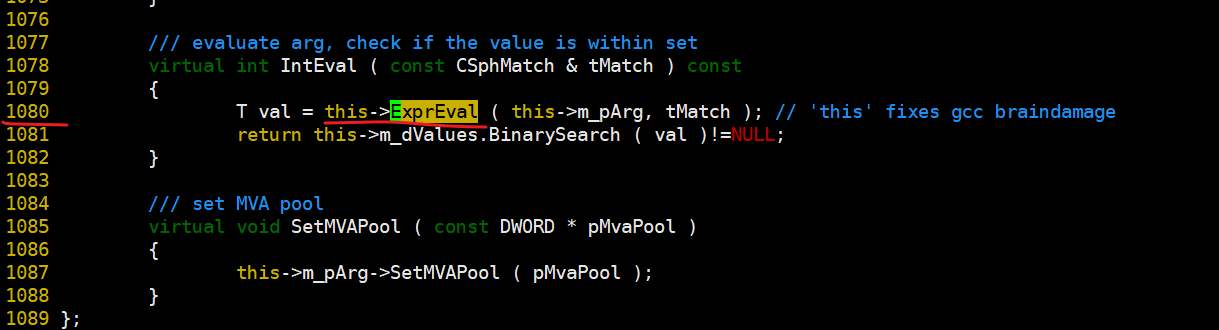 1076
1077 /// evaluate arg, check if the value is within set
1078 virtual int IntEval ( const CSphMatch & tMatch ) const
1079 {
1080 T val = this->ExprEval ( this->m_pArg, tMatch ); // 'this' fixes gcc braindamage
1081 return this->m_dValues.BinarySearch ( val )!=NULL;
1082 }
1083
1084 /// set MVA pool
1085 virtual void SetMVAPool ( const DWORD * pMvaPool )
1086 {
1087 this->m_pArg->SetMVAPool ( pMvaPool );
1088 }
1089 };